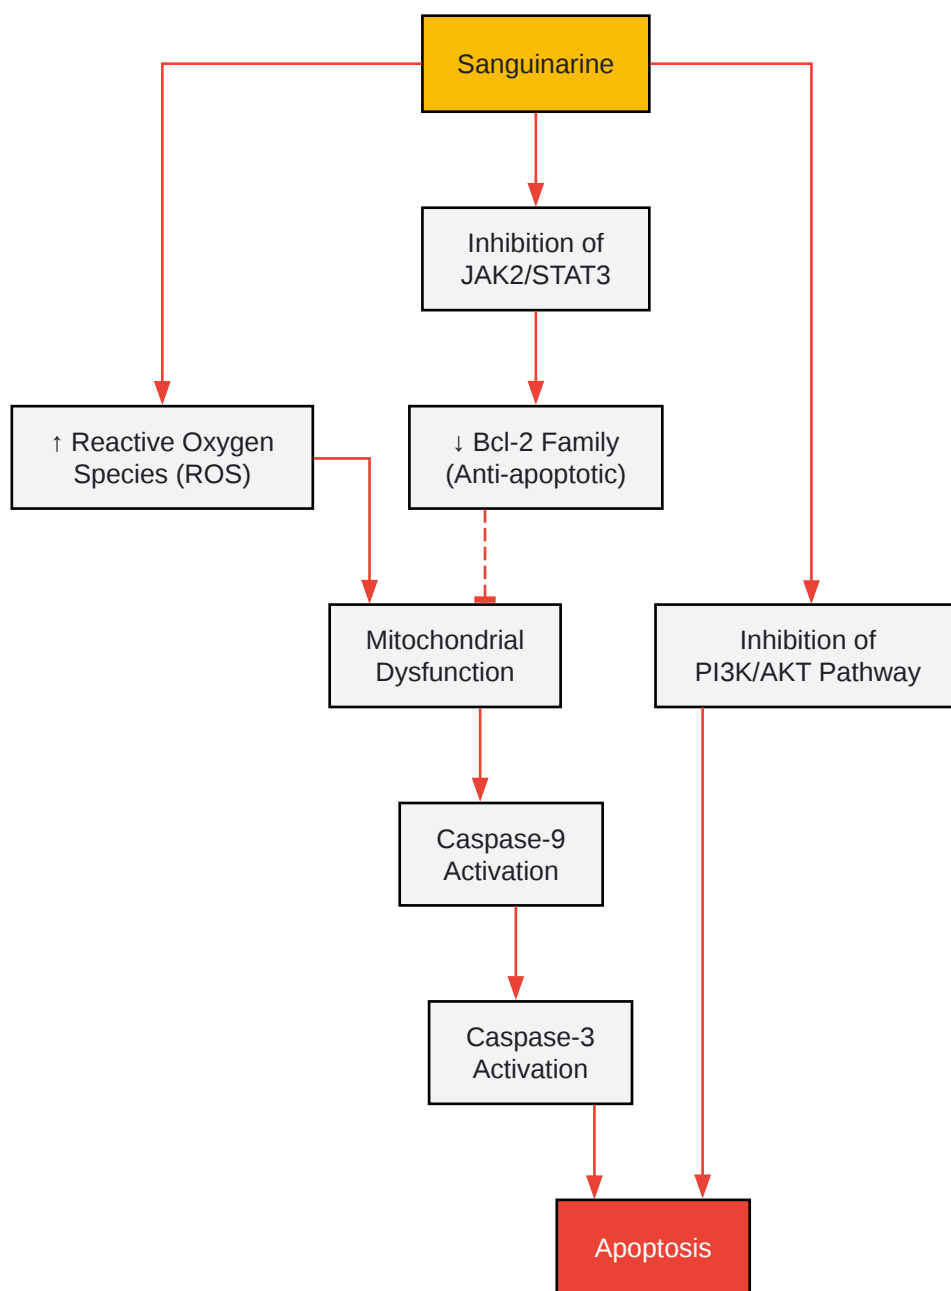 Sanguinarine
Inhibition of
JAK2/STAT3
↑ Reactive Oxygen
Species (ROS)
↓ Bcl-2 Family
(Anti-apoptotic)
Mitochondrial
Dysfunction
Inhibition of
PI3K/AKT Pathway
Caspase-9
Activation
Caspase-3
Activation
Apoptosis